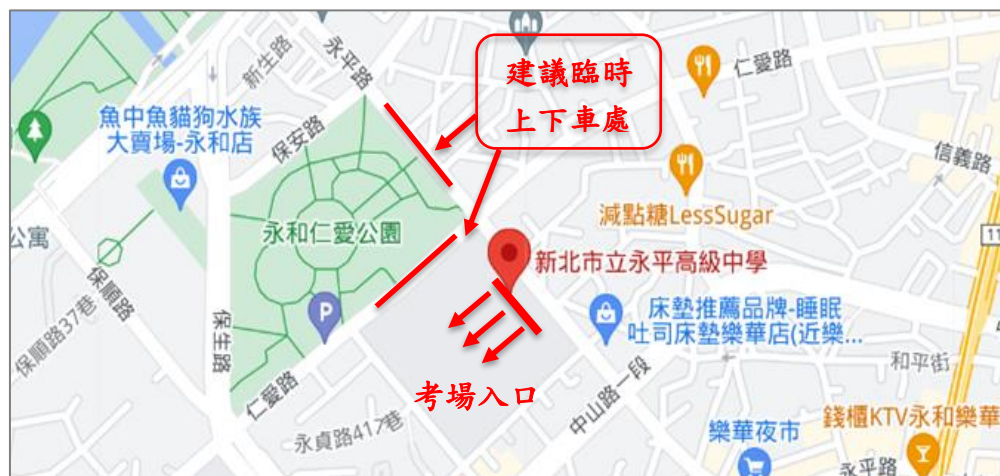 永平路
新生路
建議臨時
上下車處
仁愛路
魚中魚貓狗水族
大賣場-永和店
保安路
信義路
減點糖LessSugar
公寓
永和仁愛公園
11
新北市立永平高級中學
保順路
保順路37巷
保生路
P
床墊推薦品牌-睡眠
吐司床墊樂華店(近樂...
和平街
仁愛路
考場入口
中山路一段
永貞路417巷
樂華夜市
錢櫃KTV永和樂華
永平路